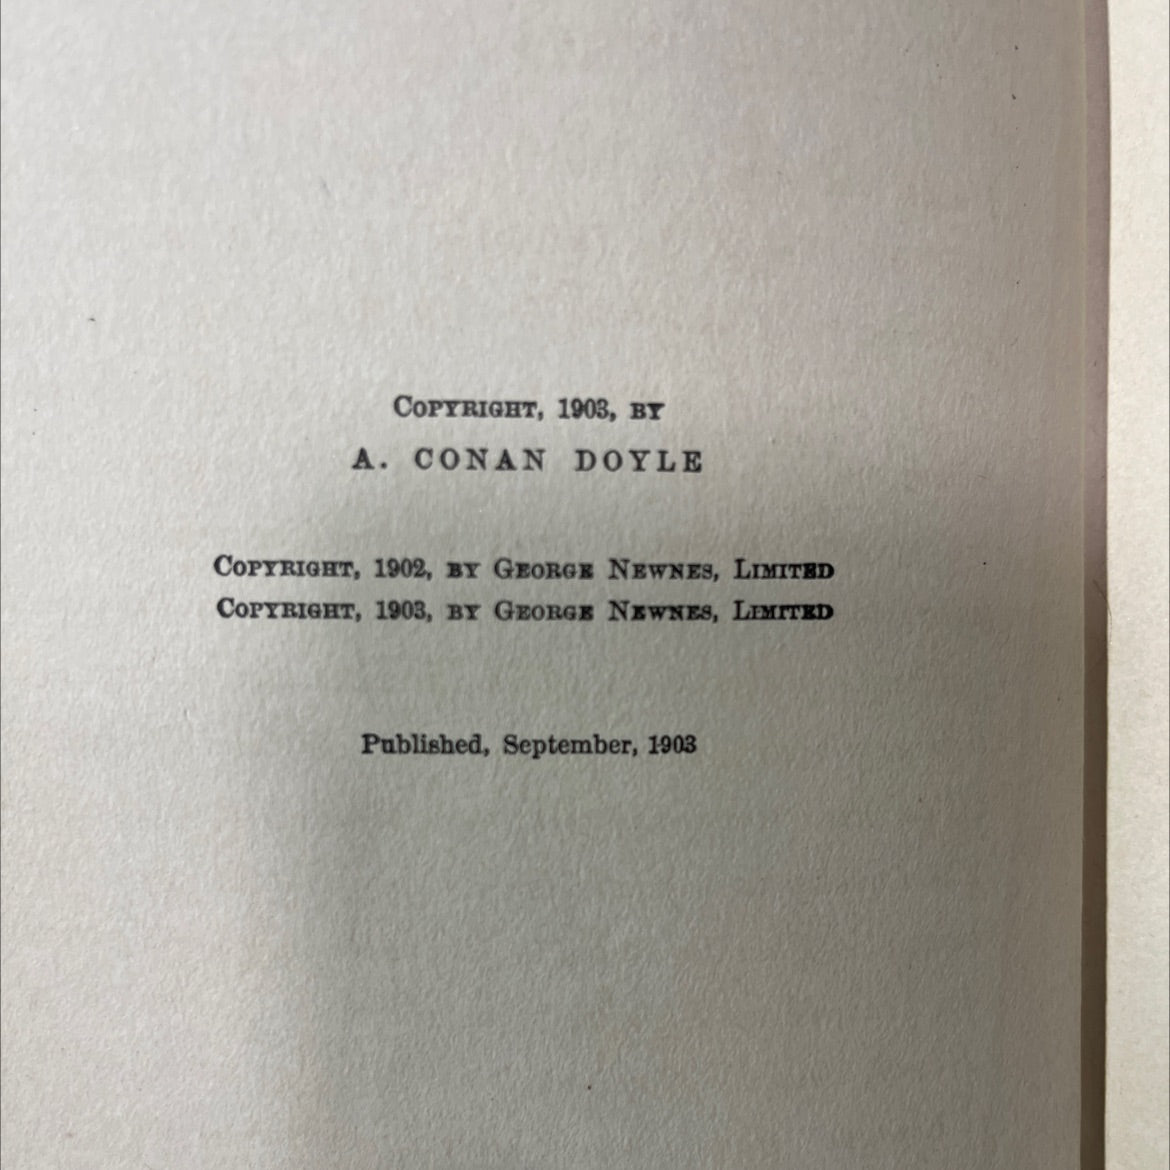 COPYRIGHT, 1903, BY
A. CONAN DOYLE
COPYRIGHT, 1902, BY GEORGE NEWNES, LIMITED
COPYRIGHT, 1903, BY GEORGE NEWNES, LIMITED
Published, September, 1903